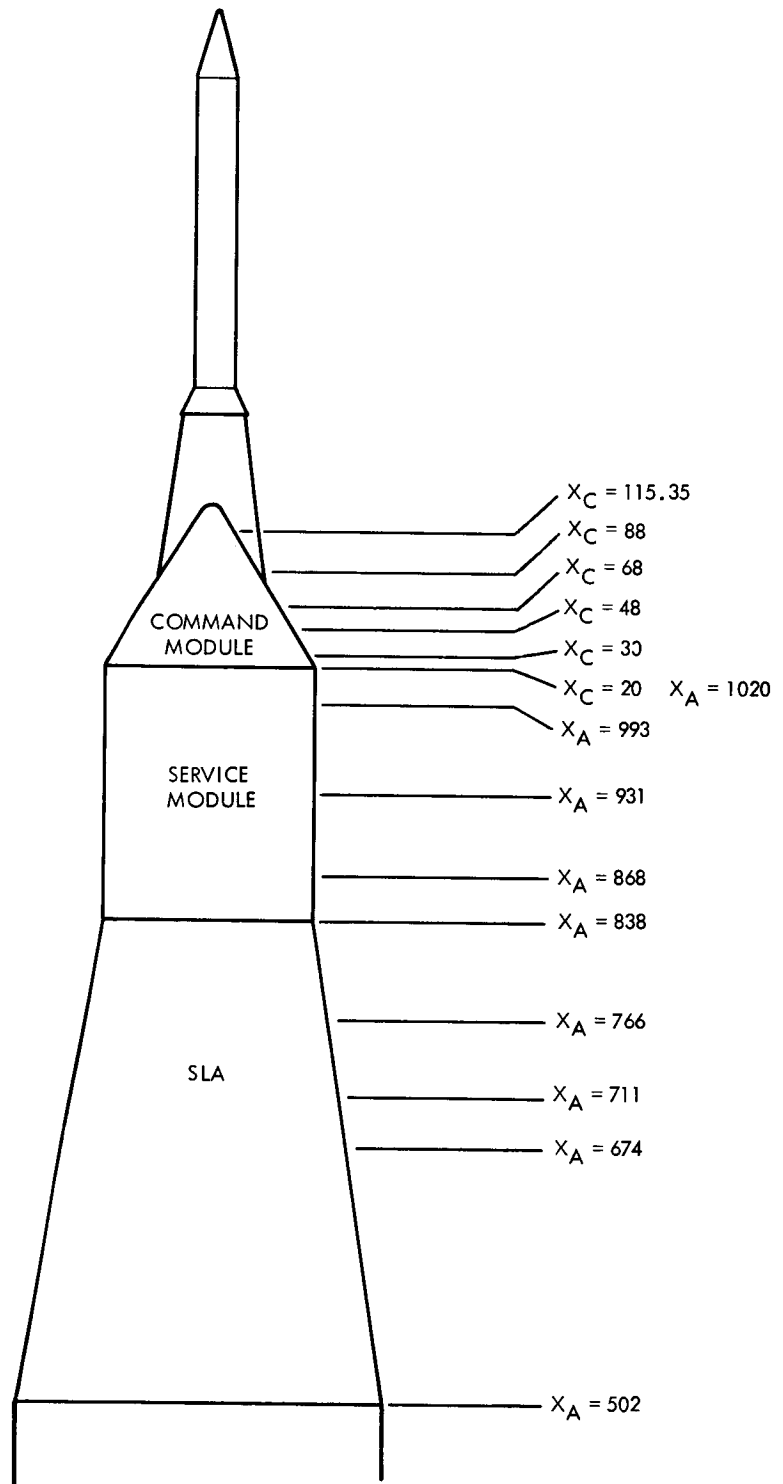 X_C = 115.35
X_C = 88
X_C = 68
X_C = 48
COMMAND
MODULE
X_C = 30
X_C = 20 X_A = 1020
X_A = 993
SERVICE
MODULE
X_A = 931
X_A = 868
X_A = 838
X_A = 766
SLA
X_A = 711
X_A = 674
X_A = 502